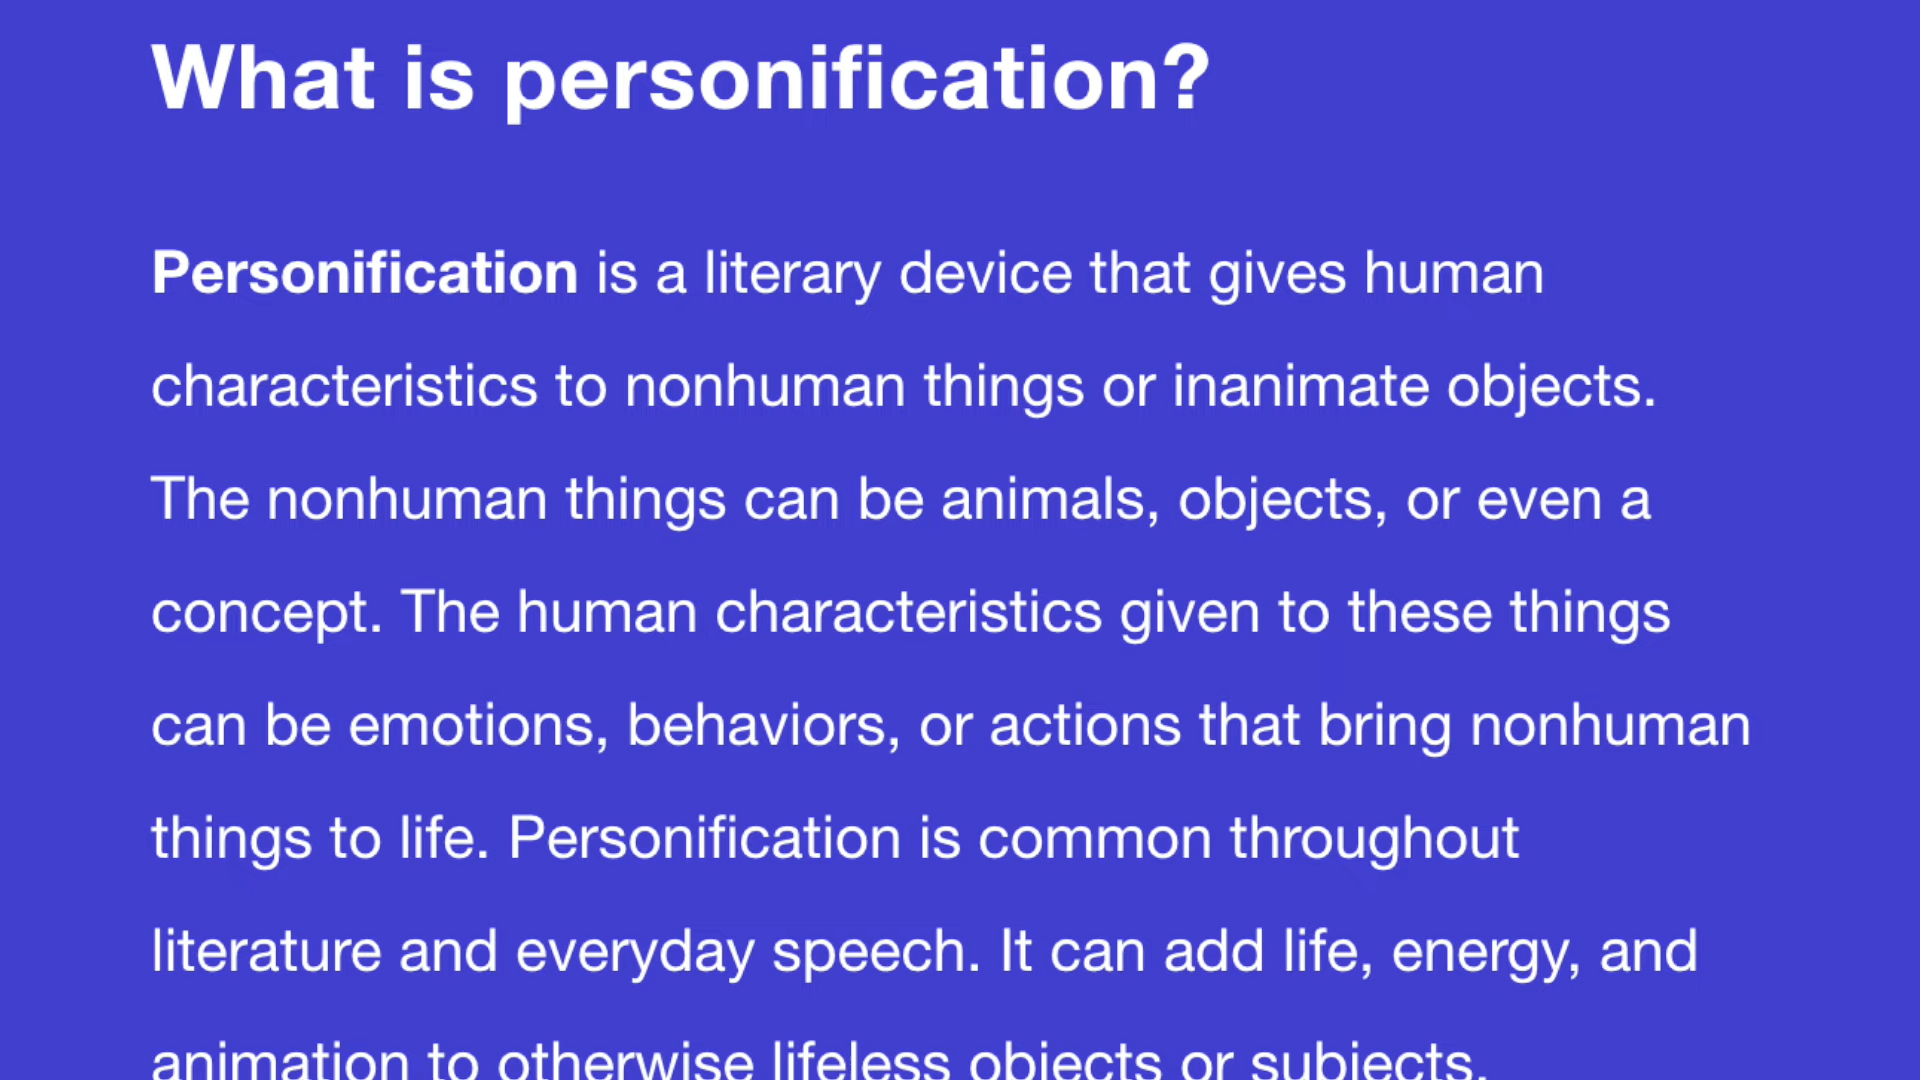 What is personification?
Personification is a literary device that gives human
characteristics to nonhuman things or inanimate objects.
The nonhuman things can be animals, objects, or even a
concept. The human characteristics given to these things
can be emotions, behaviors, or actions that bring nonhuman
things to life. Personification is common throughout
literature and everyday speech. It can add life, energy, and
animation to otherwise lifeless objects or subjects.